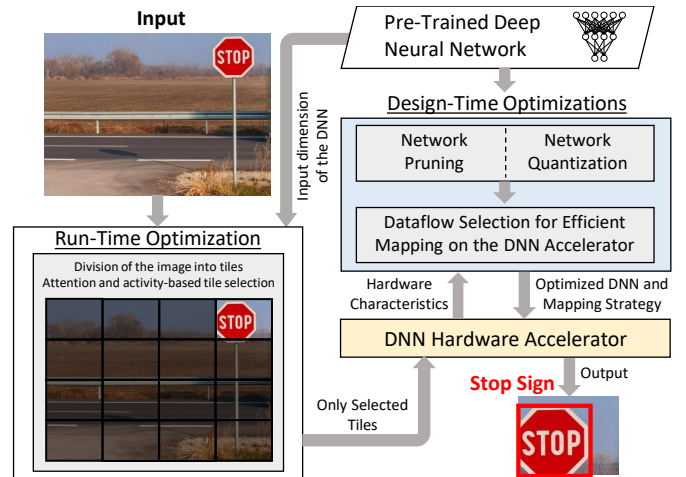 Input
STOP
Pre-Trained Deep
Neural Network
Input dimension
of the DNN
Design-Time Optimizations
Network
Pruning
Network
Quantization
Dataflow Selection for Efficient
Mapping on the DNN Accelerator
Run-Time Optimization
Division of the image into tiles
Attention and activity-based tile selection
STOP
Hardware
Characteristics
Optimized DNN and
Mapping Strategy
DNN Hardware Accelerator
Only Selected
Tiles
Stop Sign
Output
STOP